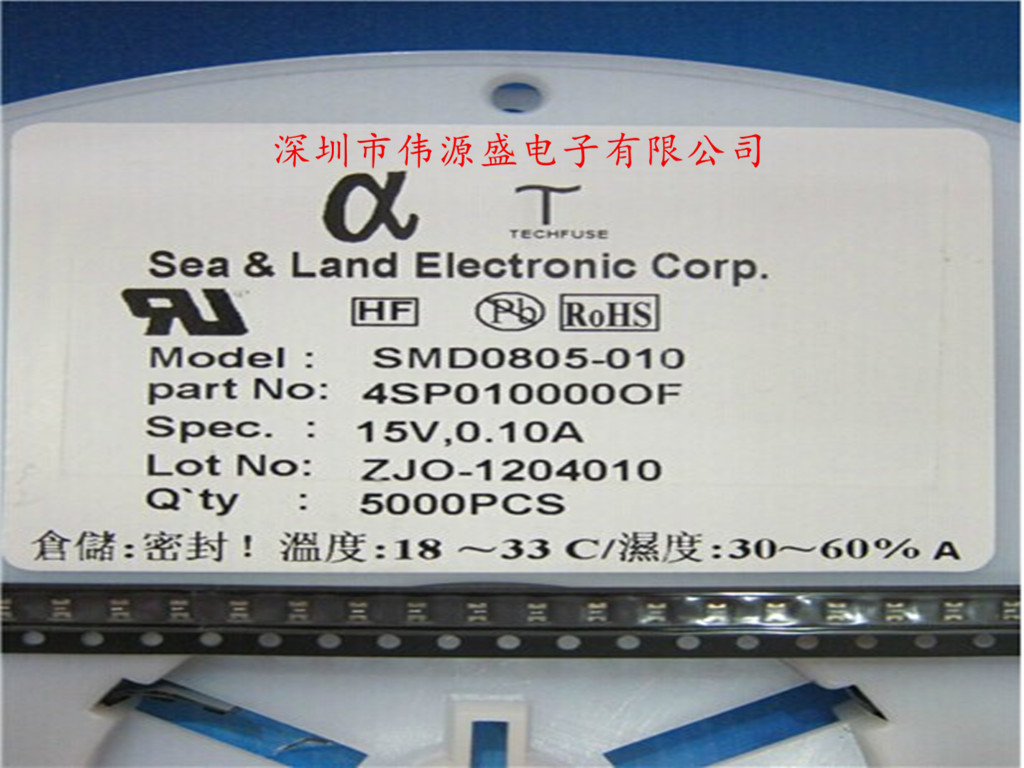 深圳市伟源盛电子有限公司
α T
TECHFUSE
Sea & Land Electronic Corp.
RU HF Pb RoHS
Model : SMD0805-010
part No: 4SP010000OF
Spec. : 15V,0.10A
Lot No: ZJO-1204010
Q`ty : 5000PCS
倉儲:密封! 溫度:18 ~33 C/濕度:30~60% A